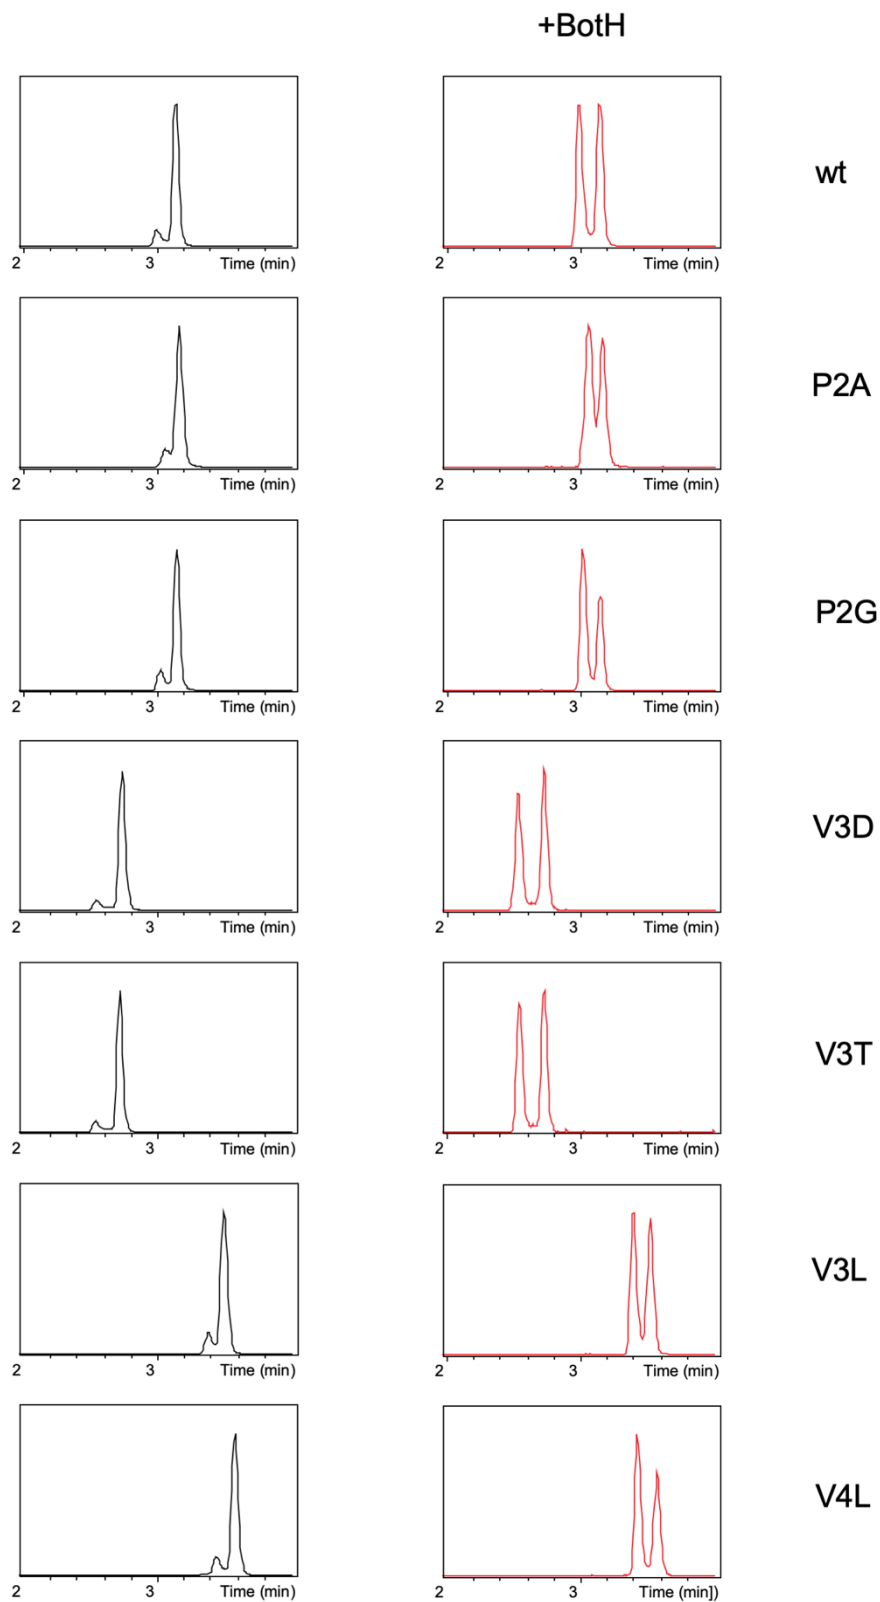 +BotH
2 3 Time (min) 2 3 Time (min) wt
2 3 Time (min) 2 3 Time (min) P2A
2 3 Time (min) 2 3 Time (min) P2G
2 3 Time (min) 2 3 Time (min) V3D
2 3 Time (min) 2 3 Time (min) V3T
2 3 Time (min) 2 3 Time (min) V3L
2 3 Time (min) 2 3 Time (min]) V4L